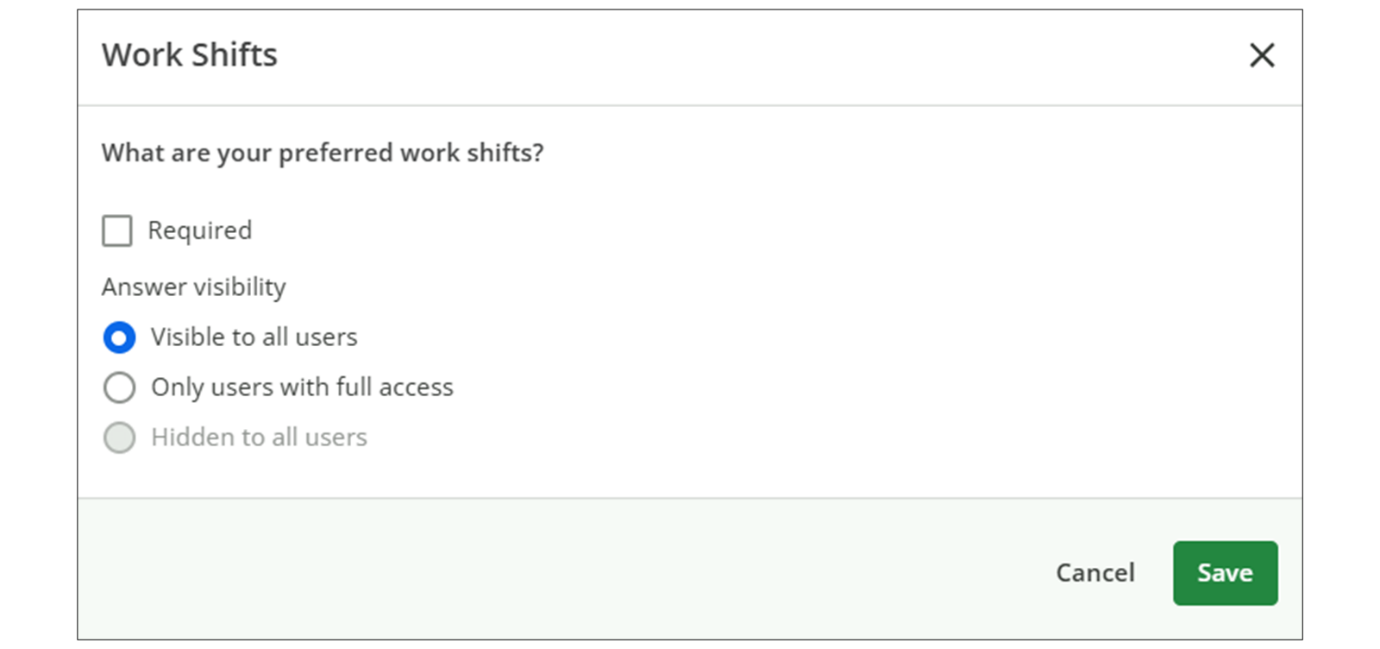 Work Shifts
What are your preferred work shifts?
Required
Answer visibility
Visible to all users
Only users with full access
Hidden to all users
Cancel Save